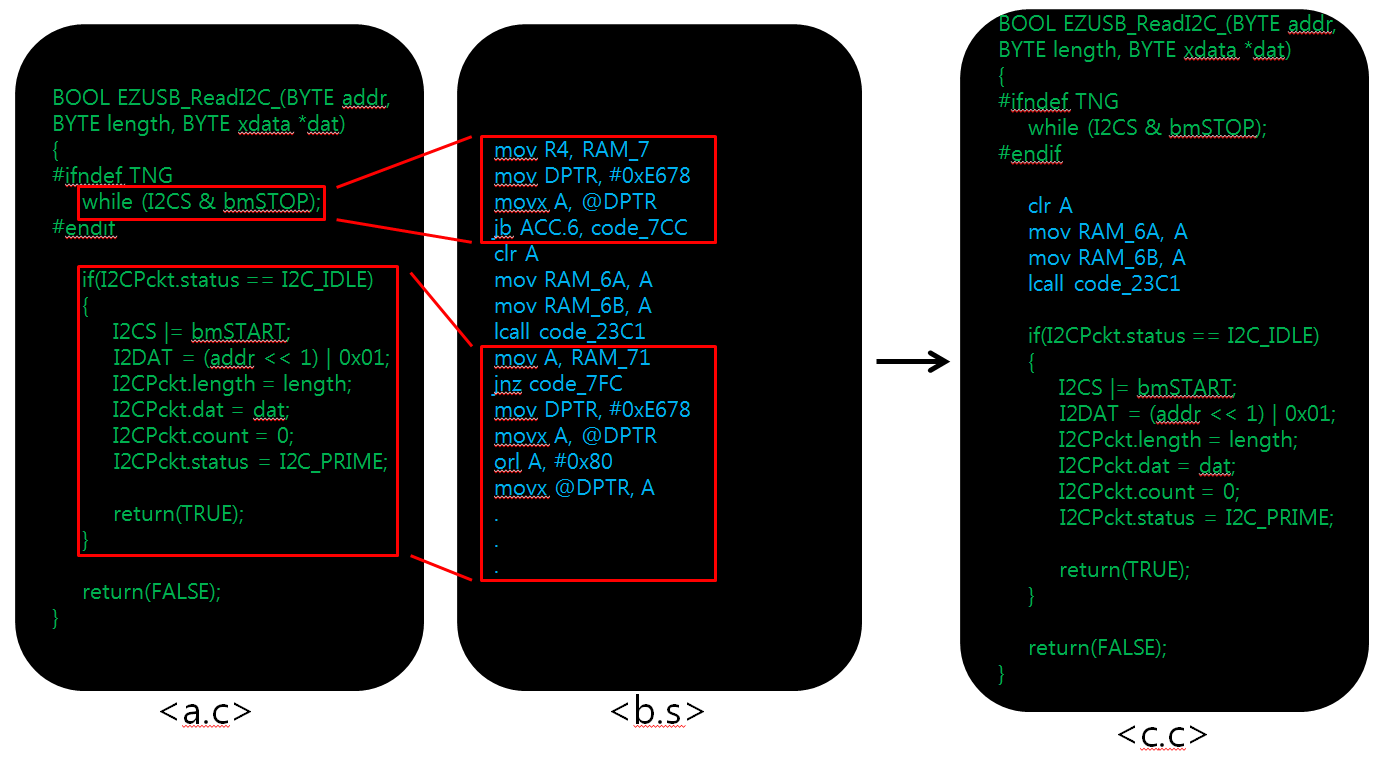 BOOL EZUSB_ReadI2C_(BYTE addr,
BYTE length, BYTE xdata *dat)
{
#ifndef TNG
while (I2CS & bmSTOP);
#endif
if(I2CPckt.status == I2C_IDLE)
{
I2CS |= bmSTART;
I2DAT = (addr << 1) | 0x01;
I2CPckt.length = length;
I2CPckt.dat = dat;
I2CPckt.count = 0;
I2CPckt.status = I2C_PRIME;
return(TRUE);
}
return(FALSE);
}
<a.c>
mov R4, RAM_7
mov DPTR, #0xE678
movx A, @DPTR
jb ACC.6, code_7CC
clr A
mov RAM_6A, A
mov RAM_6B, A
lcall code_23C1
mov A, RAM_71
jnz code_7FC
mov DPTR, #0xE678
movx A, @DPTR
orl A, #0x80
movx @DPTR, A
.
.
.
<b.s>
BOOL EZUSB_ReadI2C_(BYTE addr,
BYTE length, BYTE xdata *dat)
{
#ifndef TNG
while (I2CS & bmSTOP);
#endif
clr A
mov RAM_6A, A
mov RAM_6B, A
lcall code_23C1
if(I2CPckt.status == I2C_IDLE)
{
I2CS |= bmSTART;
I2DAT = (addr << 1) | 0x01;
I2CPckt.length = length;
I2CPckt.dat = dat;
I2CPckt.count = 0;
I2CPckt.status = I2C_PRIME;
return(TRUE);
}
return(FALSE);
}
<c.c>